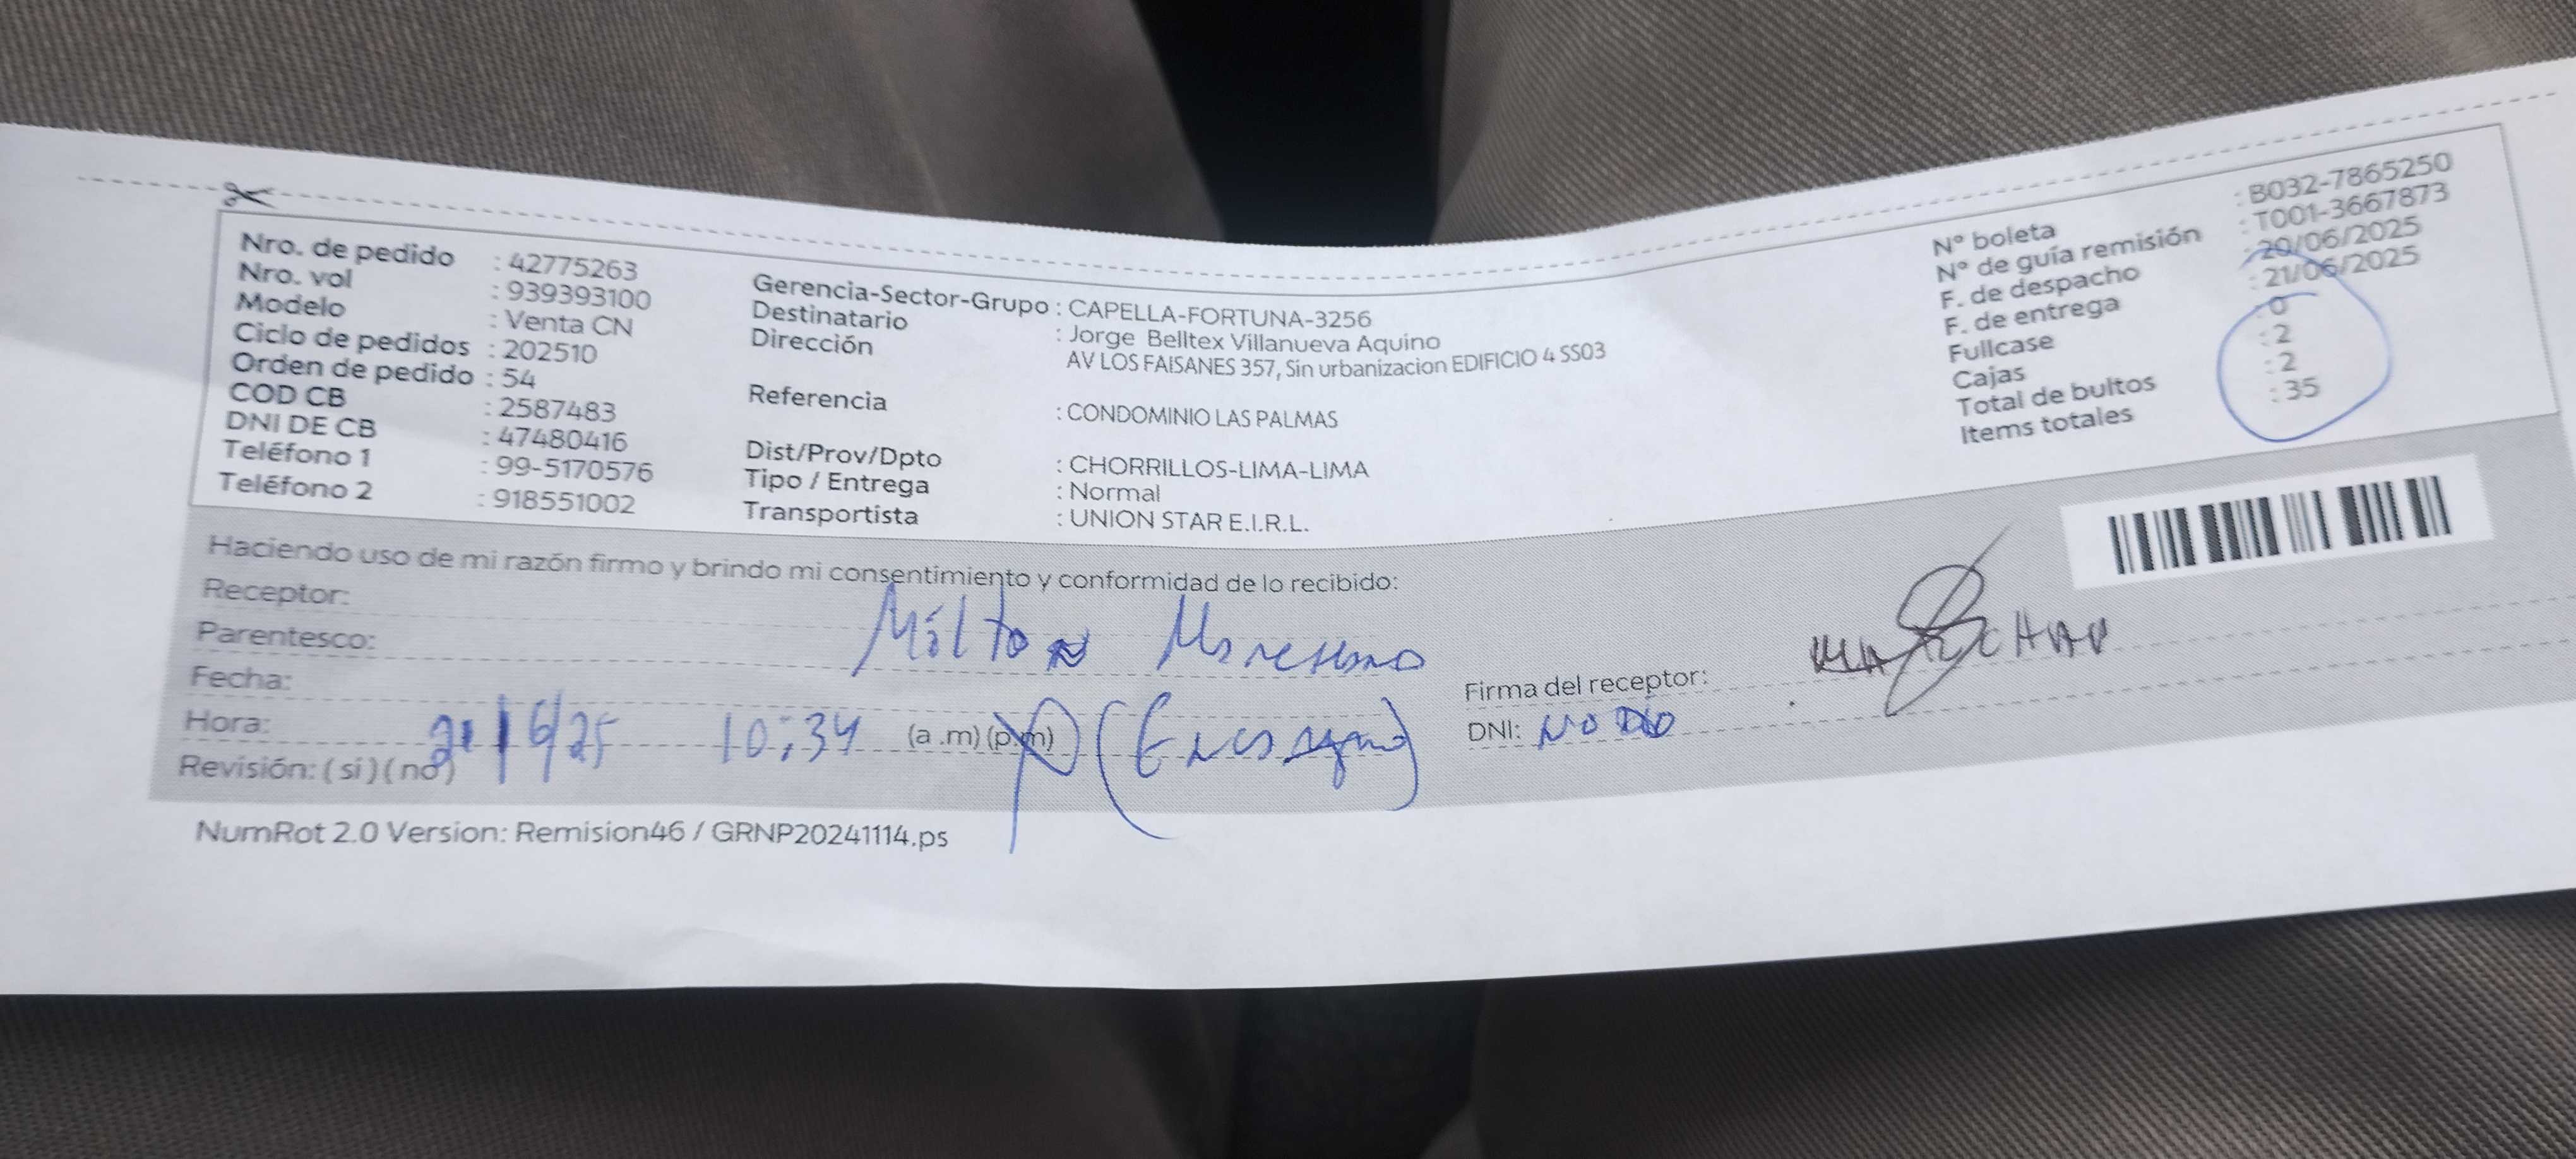 Nro. de pedido : 42775263
Nro. vol : 939393100
Modelo : Venta CN
Ciclo de pedidos : 202510
Orden de pedido : 54
COD CB : 2587483
DNI DE CB : 47480416
Teléfono 1 : 99-5170576
Teléfono 2 : 918551002
Gerencia-Sector-Grupo : CAPELLA-FORTUNA-3256
Destinatario : Jorge Belltex Villanueva Aquino
Dirección AV LOS FAISANES 357, Sin urbanizacion EDIFICIO 4 SS03
Referencia : CONDOMINIO LAS PALMAS
Dist/Prov/Dpto : CHORRILLOS-LIMA-LIMA
Tipo / Entrega : Normal
Transportista : UNION STAR E.I.R.L.
N° boleta : B032-7865250
N° de guía remisión : T001-3667873
F. de despacho : 20/06/2025
F. de entrega : 21/06/2025
Fullcase : 0
Cajas : 2
Total de bultos : 2
Items totales : 35
Haciendo uso de mi razón firmo y brindo mi consentimiento y conformidad de lo recibido:
Receptor: Milton
Parentesco:
Fecha:
Hora: 21/6/25 10:34 (a.m) (p.m)
Revisión: (si) (no)
Firma del receptor:
DNI: NO DIO
NumRot 2.0 Version: Remision46 / GRNP20241114.ps